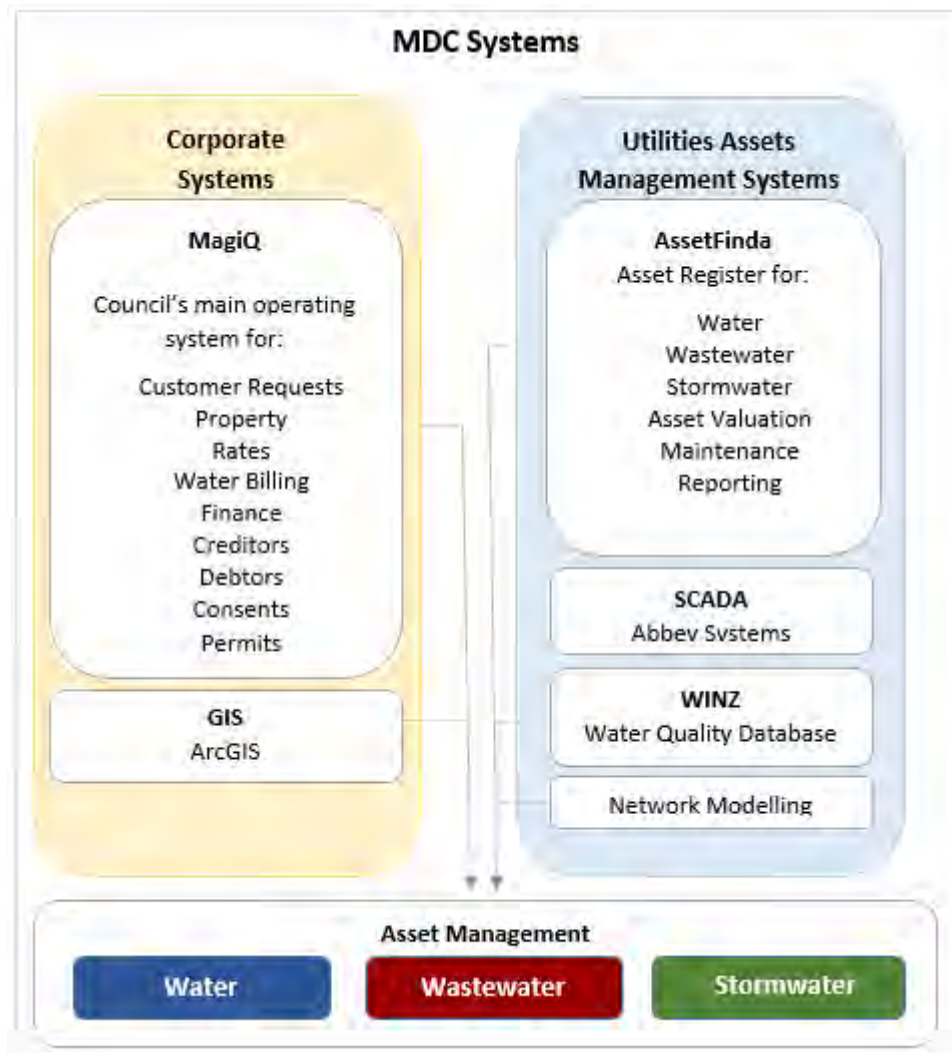 MDC Systems
Corporate
Systems
MagiQ
Council's main operating
system for:
Customer Requests
Property
Rates
Water Billing
Finance
Creditors
Debtors
Consents
Permits
GIS
ArcGIS
Utilities Assets
Management Systems
AssetFinda
Asset Register for:
Water
Wastewater
Stormwater
Asset Valuation
Maintenance
Reporting
SCADA
Abbey Systems
WINZ
Water Quality Database
Network Modelling
Asset Management
Water
Wastewater
Stormwater